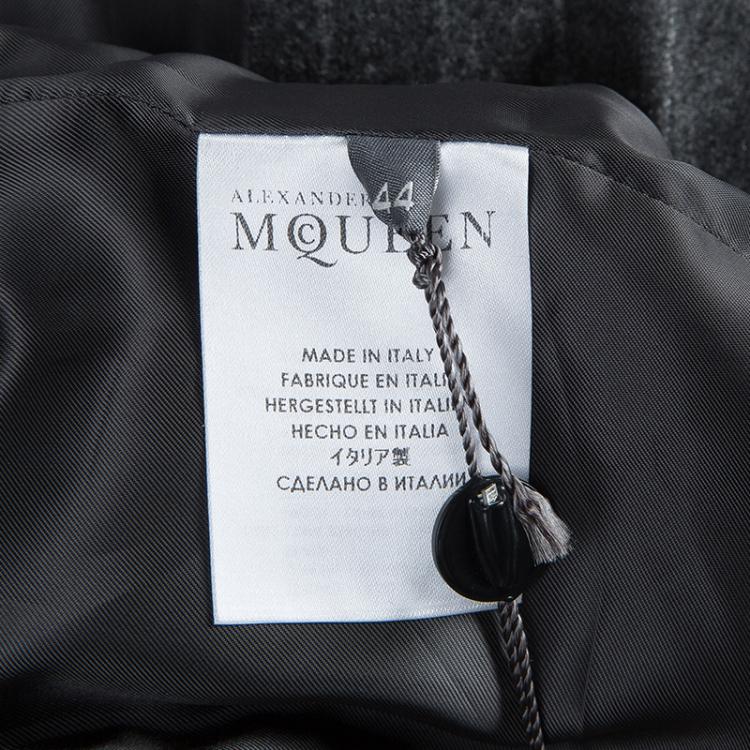 ALEXANDER
44
McQUEEN
MADE IN ITALY
FABRIQUE EN ITALIE
HERGESTELLT IN ITALIEN
HECHO EN ITALIA
イタリア製
СДЕЛАНО В ИТАЛИИ